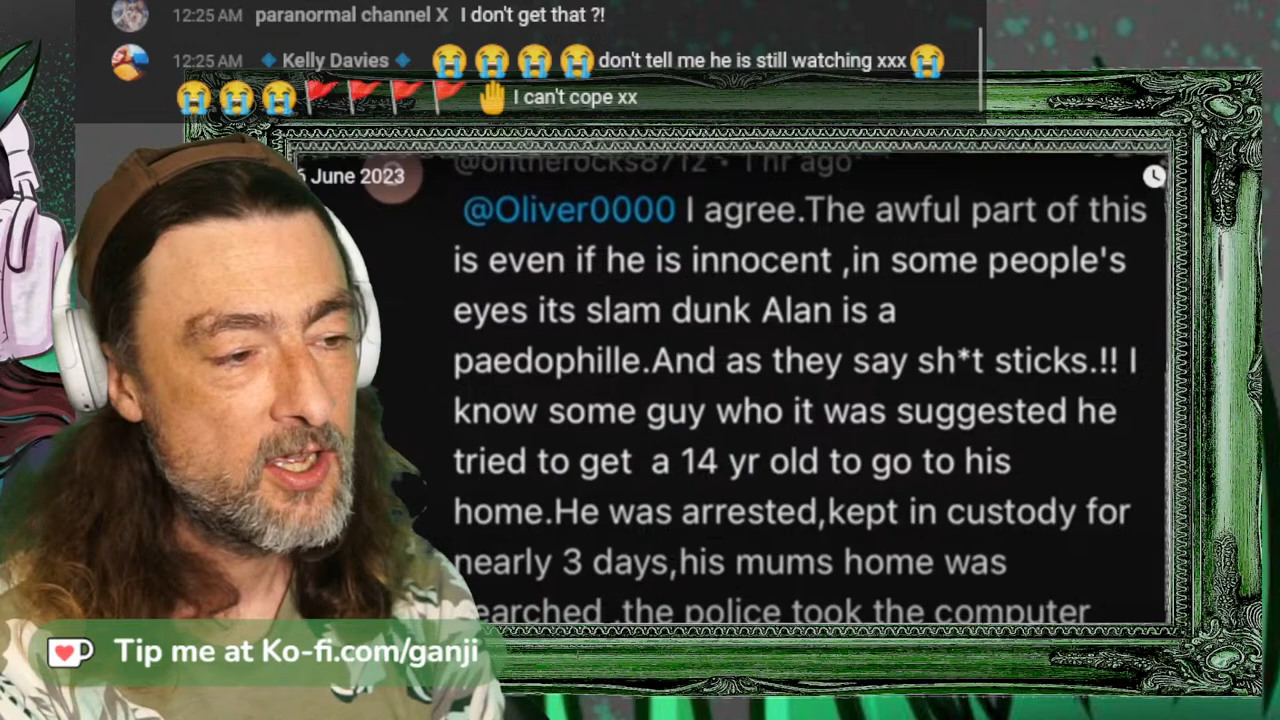 12:25 AM paranormal channel X I don't get that ?!
12:25 AM 🔹Kelly Davies🔹 😭😭😭😭don't tell me he is still watching xxx😭
😭😭😭🚩🚩🚩🚩🤚I can't cope xx
June 2023
@ontherocks8712 • 1 hr ago
@Oliver0000 I agree.The awful part of this
is even if he is innocent ,in some people's
eyes its slam dunk Alan is a
paedophille.And as they say sh*t sticks.!! I
know some guy who it was suggested he
tried to get a 14 yr old to go to his
home.He was arrested,kept in custody for
nearly 3 days,his mums home was
searched ,the police took the computer
Tip me at Ko-fi.com/ganji